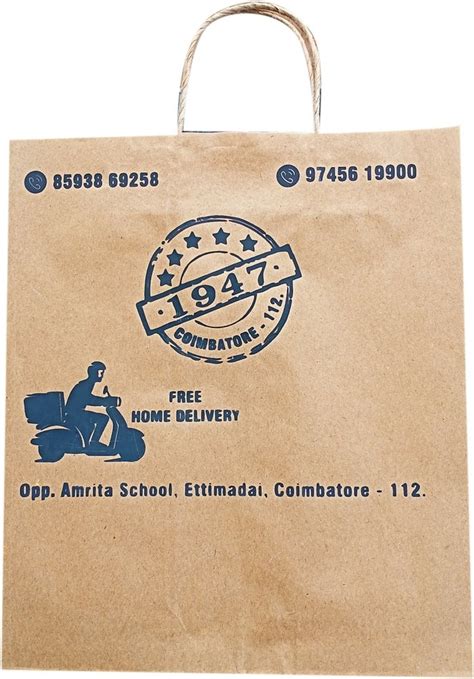 85938 69258
97456 19900
1947
COIMBATORE - 112.
FREE
HOME DELIVERY
Opp. Amrita School, Ettimadai, Coimbatore - 112.